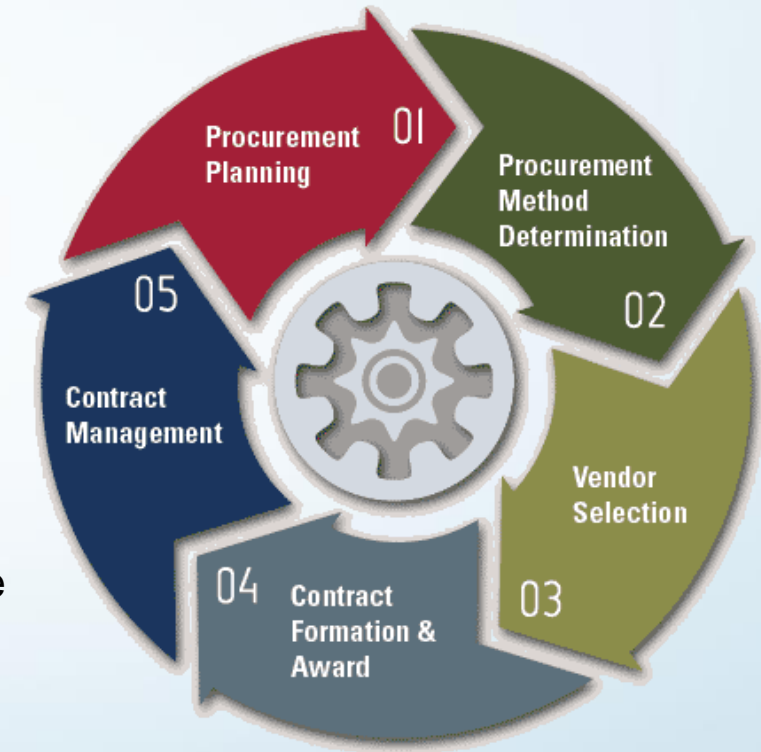 01
Procurement
Planning
Procurement
Method
Determination
02
Vendor
Selection
03
04
Contract
Formation &
Award
05
Contract
Management
e